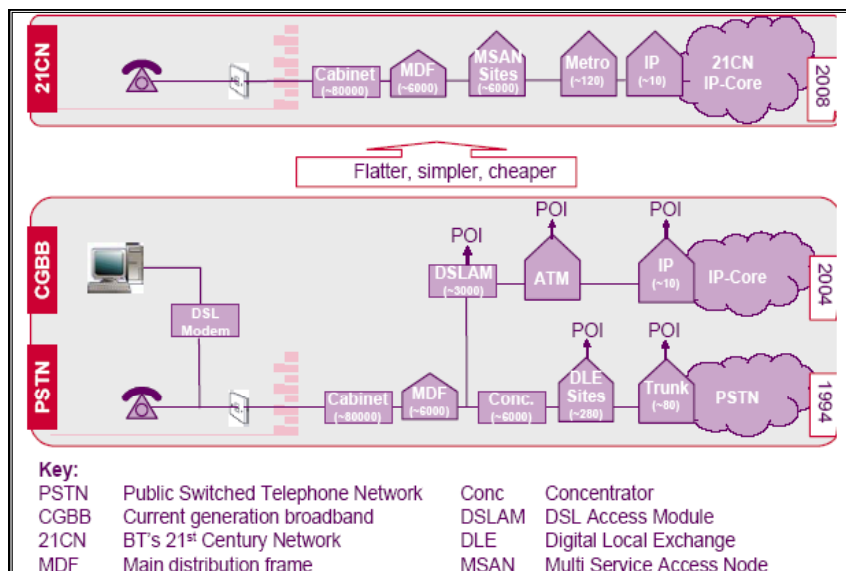 21CN
Cabinet
(~80000)
MDF
(~6000)
MSAN
Sites
(~6000)
Metro
(~120)
IP
(~10)
21CN
IP-Core
2008
Flatter, simpler, cheaper
CGBB
DSL
Modem
POI
DSLAM
(~3000)
POI
ATM
POI
IP
(~10)
IP-Core
2004
PSTN
Cabinet
(~80000)
MDF
(~6000)
Conc.
(~6000)
POI
DLE
Sites
(~280)
POI
Trunk
(~80)
PSTN
1994
Key:
PSTN Public Switched Telephone Network Conc Concentrator
CGBB Current generation broadband DSLAM DSL Access Module
21CN BT's 21st Century Network DLE Digital Local Exchange
MDF Main distribution frame MSAN Multi Service Access Node